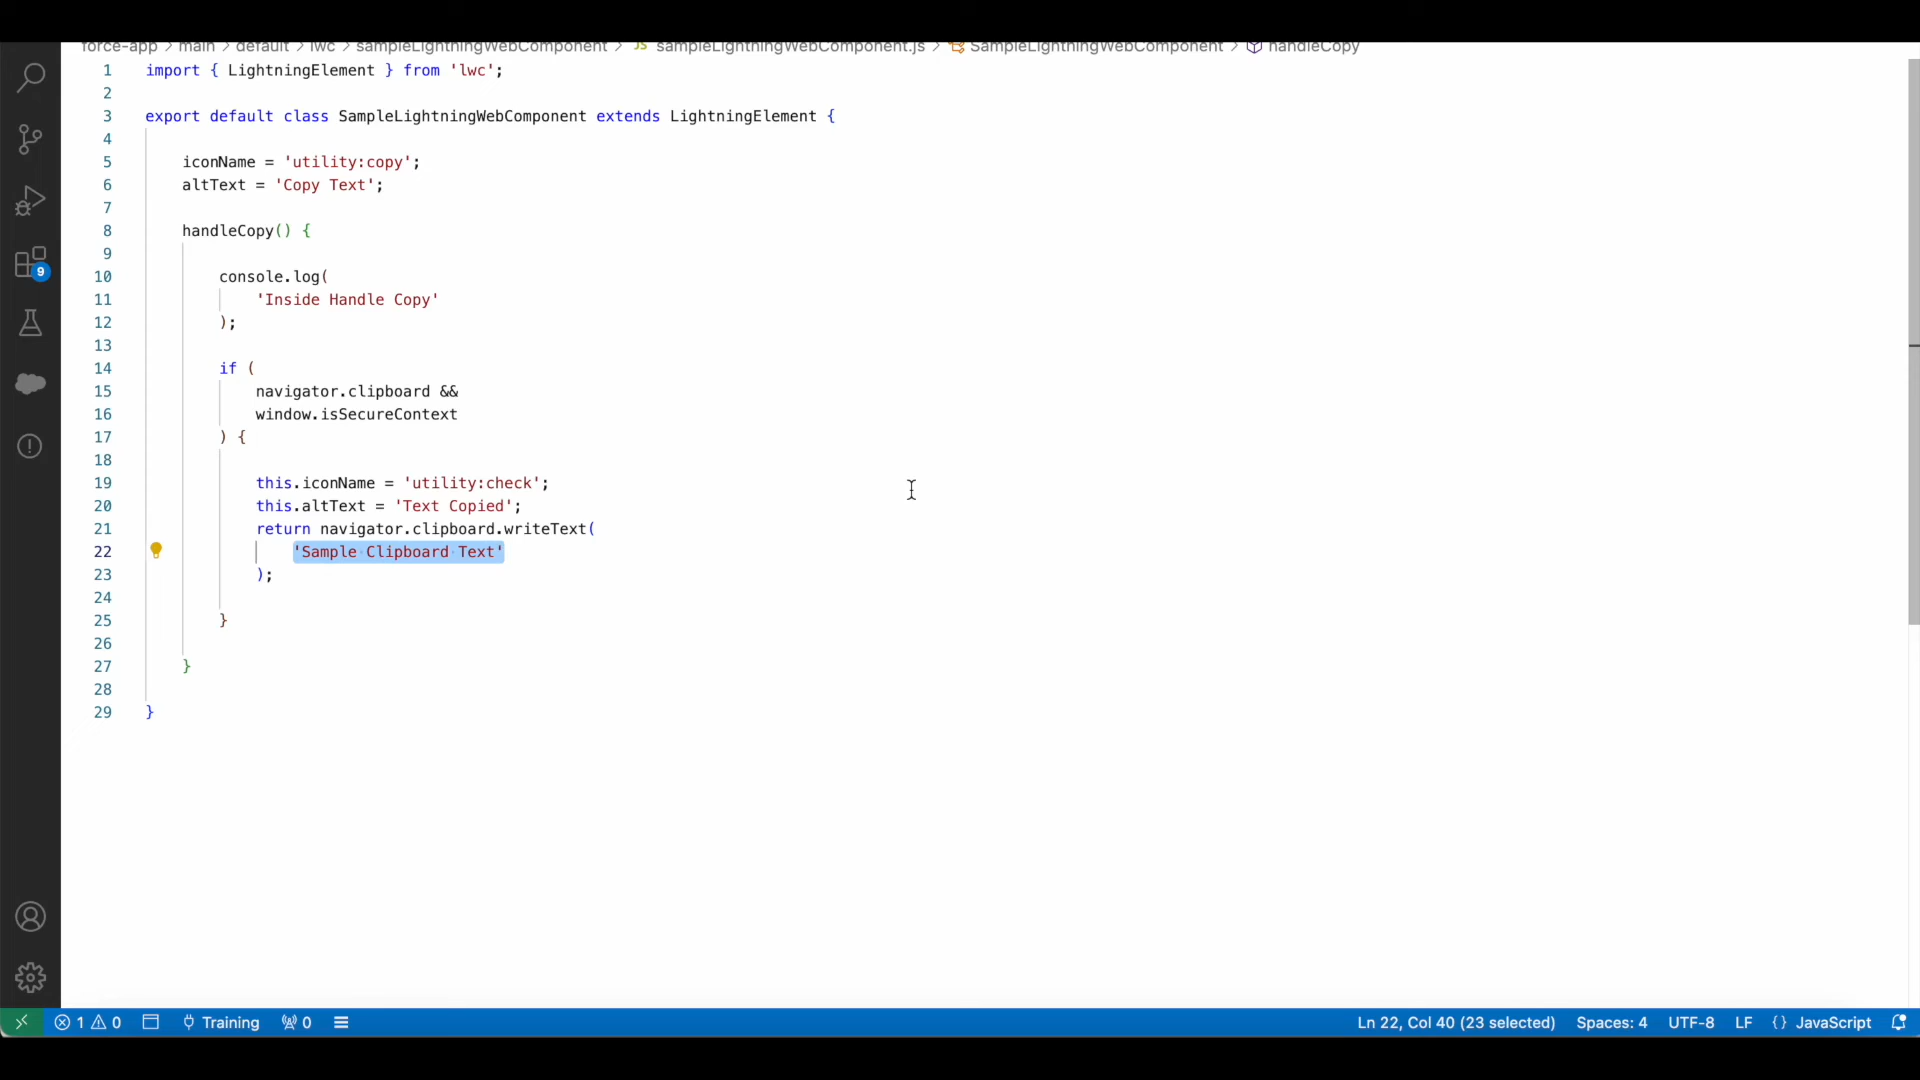 force-app > main > default > lwc > sampleLightningWebComponent > JS sampleLightningWebComponent.js > SampleLightningWebComponent > handleCopy
1 import { LightningElement } from 'lwc';
2
3 export default class SampleLightningWebComponent extends LightningElement {
4
5 iconName = 'utility:copy';
6 altText = 'Copy Text';
7
8 handleCopy() {
9
10 console.log(
11 'Inside Handle Copy'
12 );
13
14 if (
15 navigator.clipboard &&
16 window.isSecureContext
17 ) {
18
19 this.iconName = 'utility:check';
20 this.altText = 'Text Copied';
21 return navigator.clipboard.writeText(
22 'Sample Clipboard Text'
23 );
24
25 }
26
27 }
28
29 }
9
1 0 Training 0 Ln 22, Col 40 (23 selected) Spaces: 4 UTF-8 LF {} JavaScript